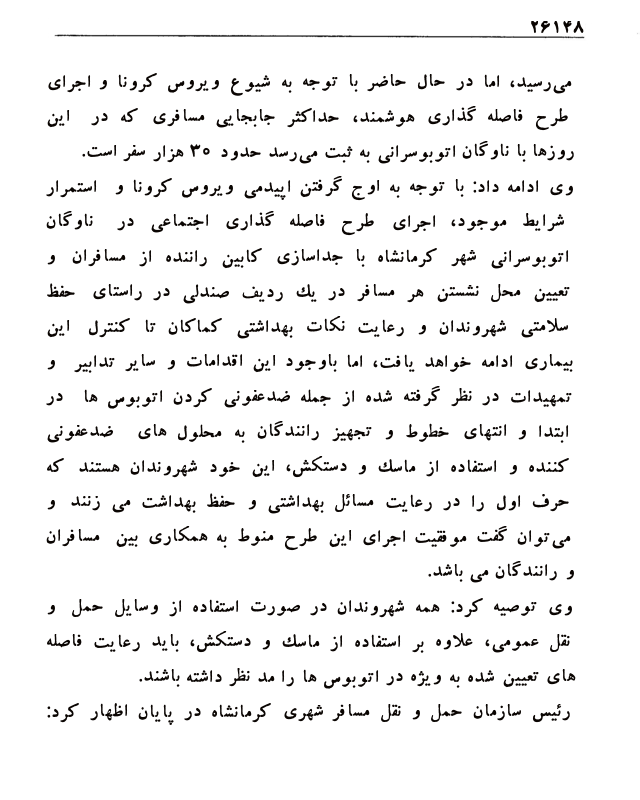 ۲۶۱۴۸
می‌رسید، اما در حال حاضر با توجه به شیوع ویروس کرونا و اجرای
طرح فاصله گذاری هوشمند، حداکثر جابجایی مسافری که در این
روزها با ناوگان اتوبوسرانی به ثبت می‌رسد حدود ۳۰ هزار سفر است.
وی ادامه داد: با توجه به اوج گرفتن اپیدمی ویروس کرونا و استمرار
شرایط موجود، اجرای طرح فاصله گذاری اجتماعی در ناوگان
اتوبوسرانی شهر کرمانشاه با جداسازی کابین راننده از مسافران و
تعیین محل نشستن هر مسافر در یك ردیف صندلی در راستای حفظ
سلامتی شهروندان و رعایت نکات بهداشتی کماکان تا کنترل این
بیماری ادامه خواهد یافت، اما باوجود این اقدامات و سایر تدابیر و
تمهیدات در نظر گرفته شده از جمله ضدعفونی کردن اتوبوس ها در
ابتدا و انتهای خطوط و تجهیز رانندگان به محلول های ضدعفونی
کننده و استفاده از ماسك و دستکش، این خود شهروندان هستند که
حرف اول را در رعایت مسائل بهداشتی و حفظ بهداشت می زنند و
می‌توان گفت موفقیت اجرای این طرح منوط به همکاری بین مسافران
و رانندگان می باشد.
وی توصیه کرد: همه شهروندان در صورت استفاده از وسایل حمل و
نقل عمومی، علاوه بر استفاده از ماسك و دستکش، باید رعایت فاصله
های تعیین شده به ویژه در اتوبوس ها را مد نظر داشته باشند.
رئیس سازمان حمل و نقل مسافر شهری کرمانشاه در پایان اظهار کرد: